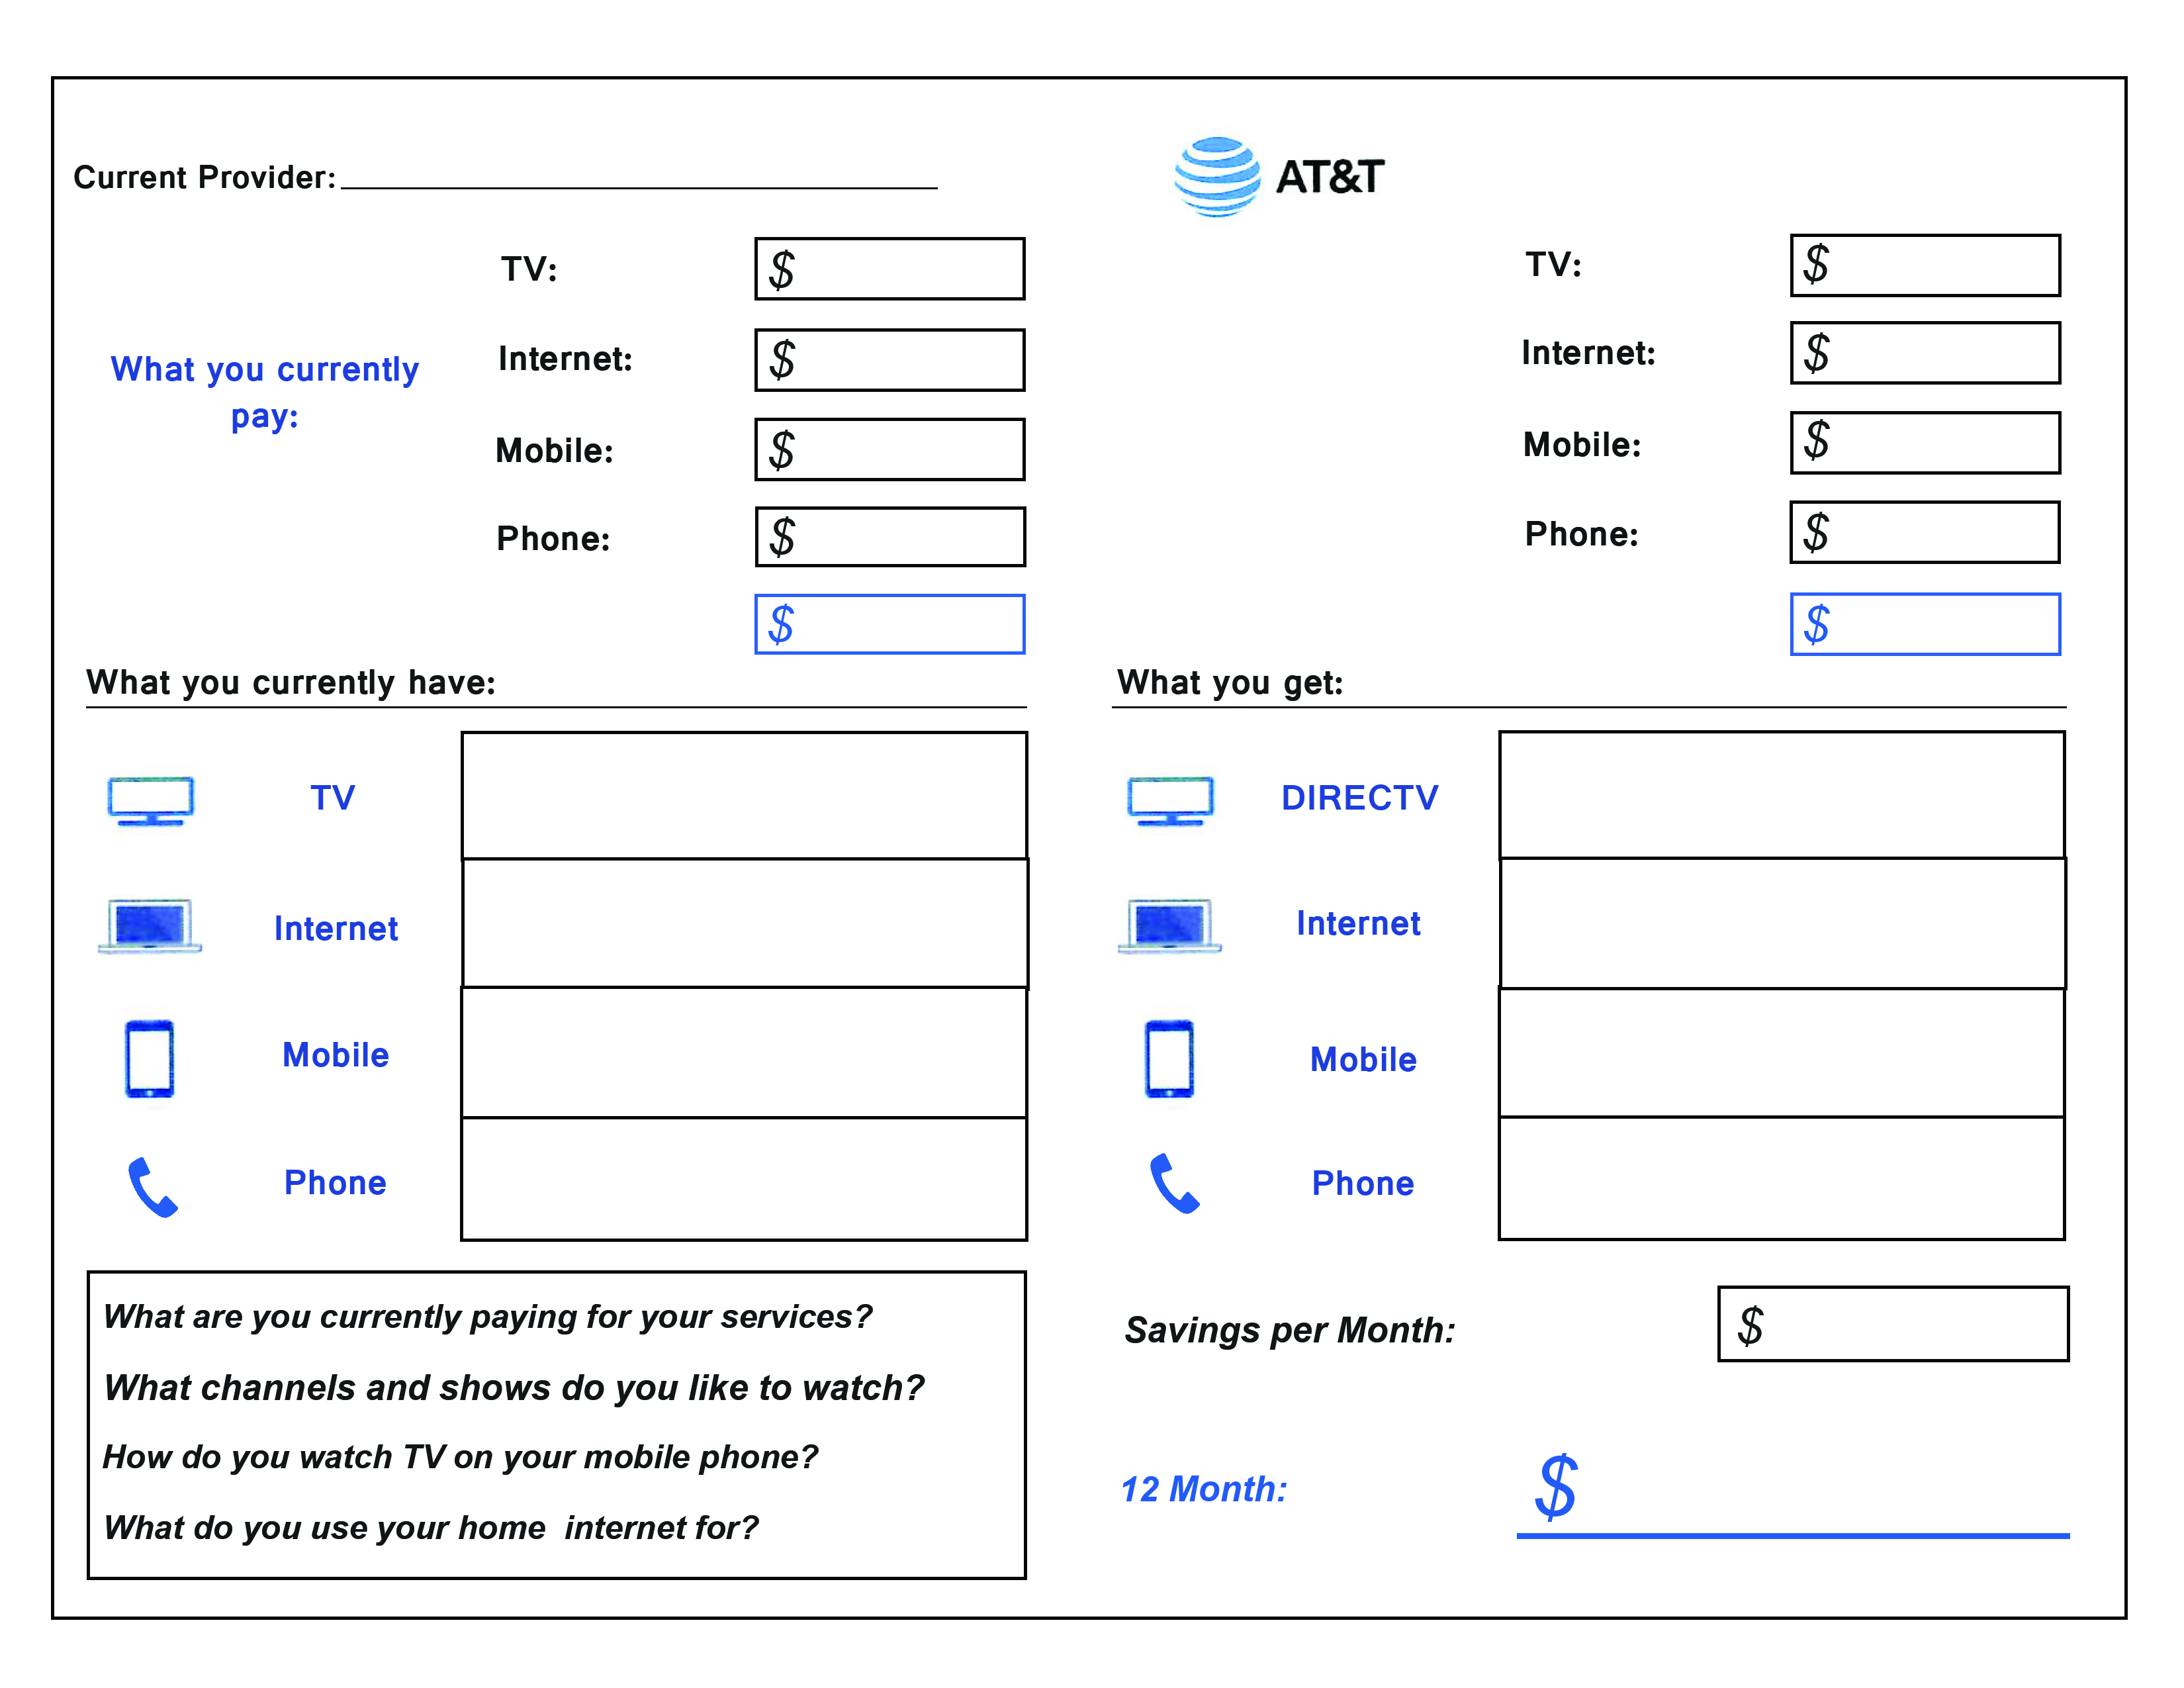 Current Provider:
TV: $
Internet: $
What you currently
pay:
Mobile: $
Phone: $
$
What you currently have:
TV
Internet
Mobile
Phone
What are you currently paying for your services?
What channels and shows do you like to watch?
How do you watch TV on your mobile phone?
What do you use your home internet for?
AT&T
TV: $
Internet: $
Mobile: $
Phone: $
$
What you get:
DIRECTV
Internet
Mobile
Phone
Savings per Month: $
12 Month: $